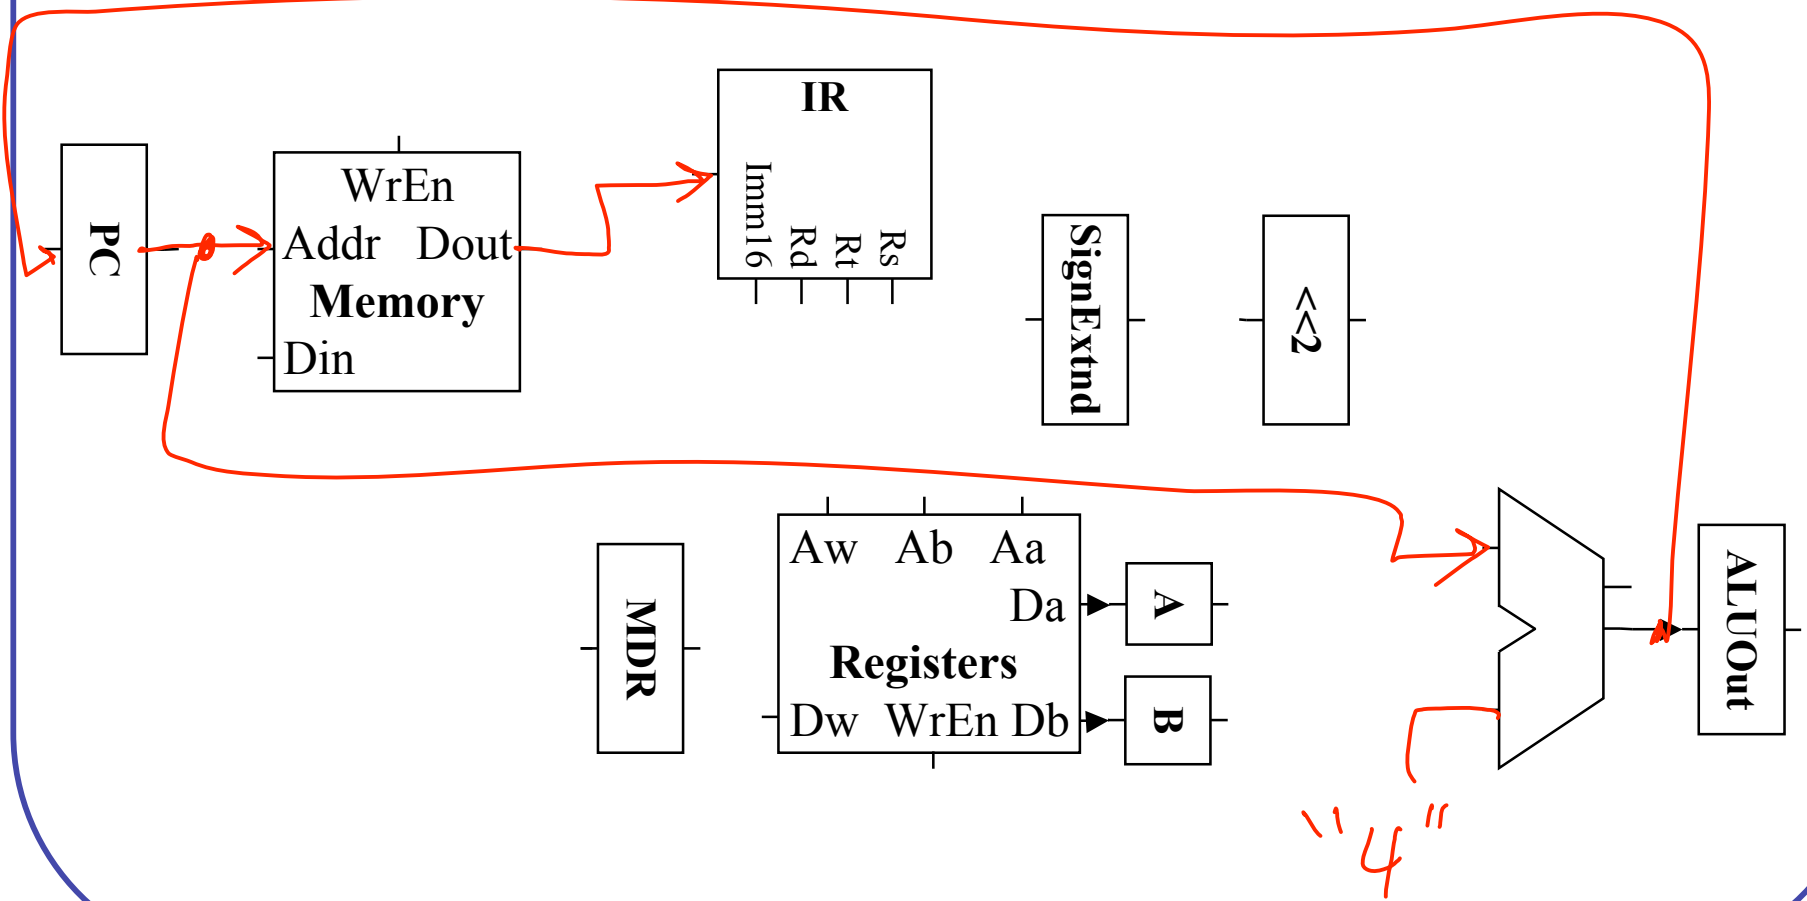 IR
Imm16 Rd Rt Rs
PC
WrEn
Addr Dout
Memory
Din
SignExtnd
<<2
MDR
Aw Ab Aa
Da
Registers
Dw WrEn Db
A
B
ALUOut
"4"